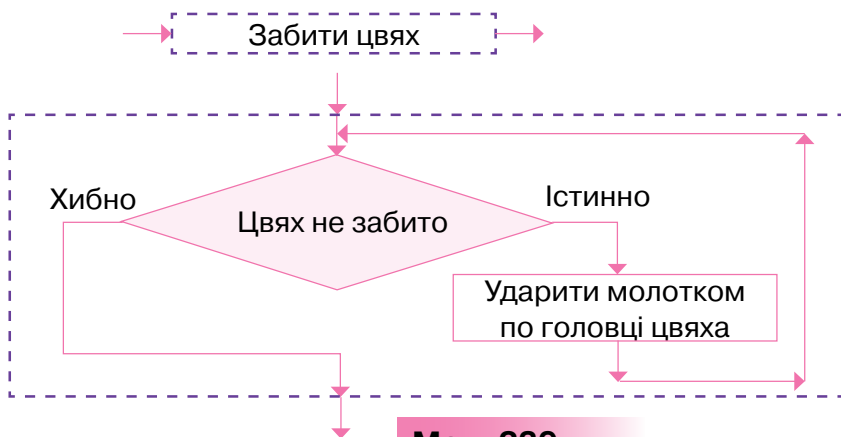 Забити цвях
Хибно
Істинно
Цвях не забито
Ударити молотком
по головці цвяха